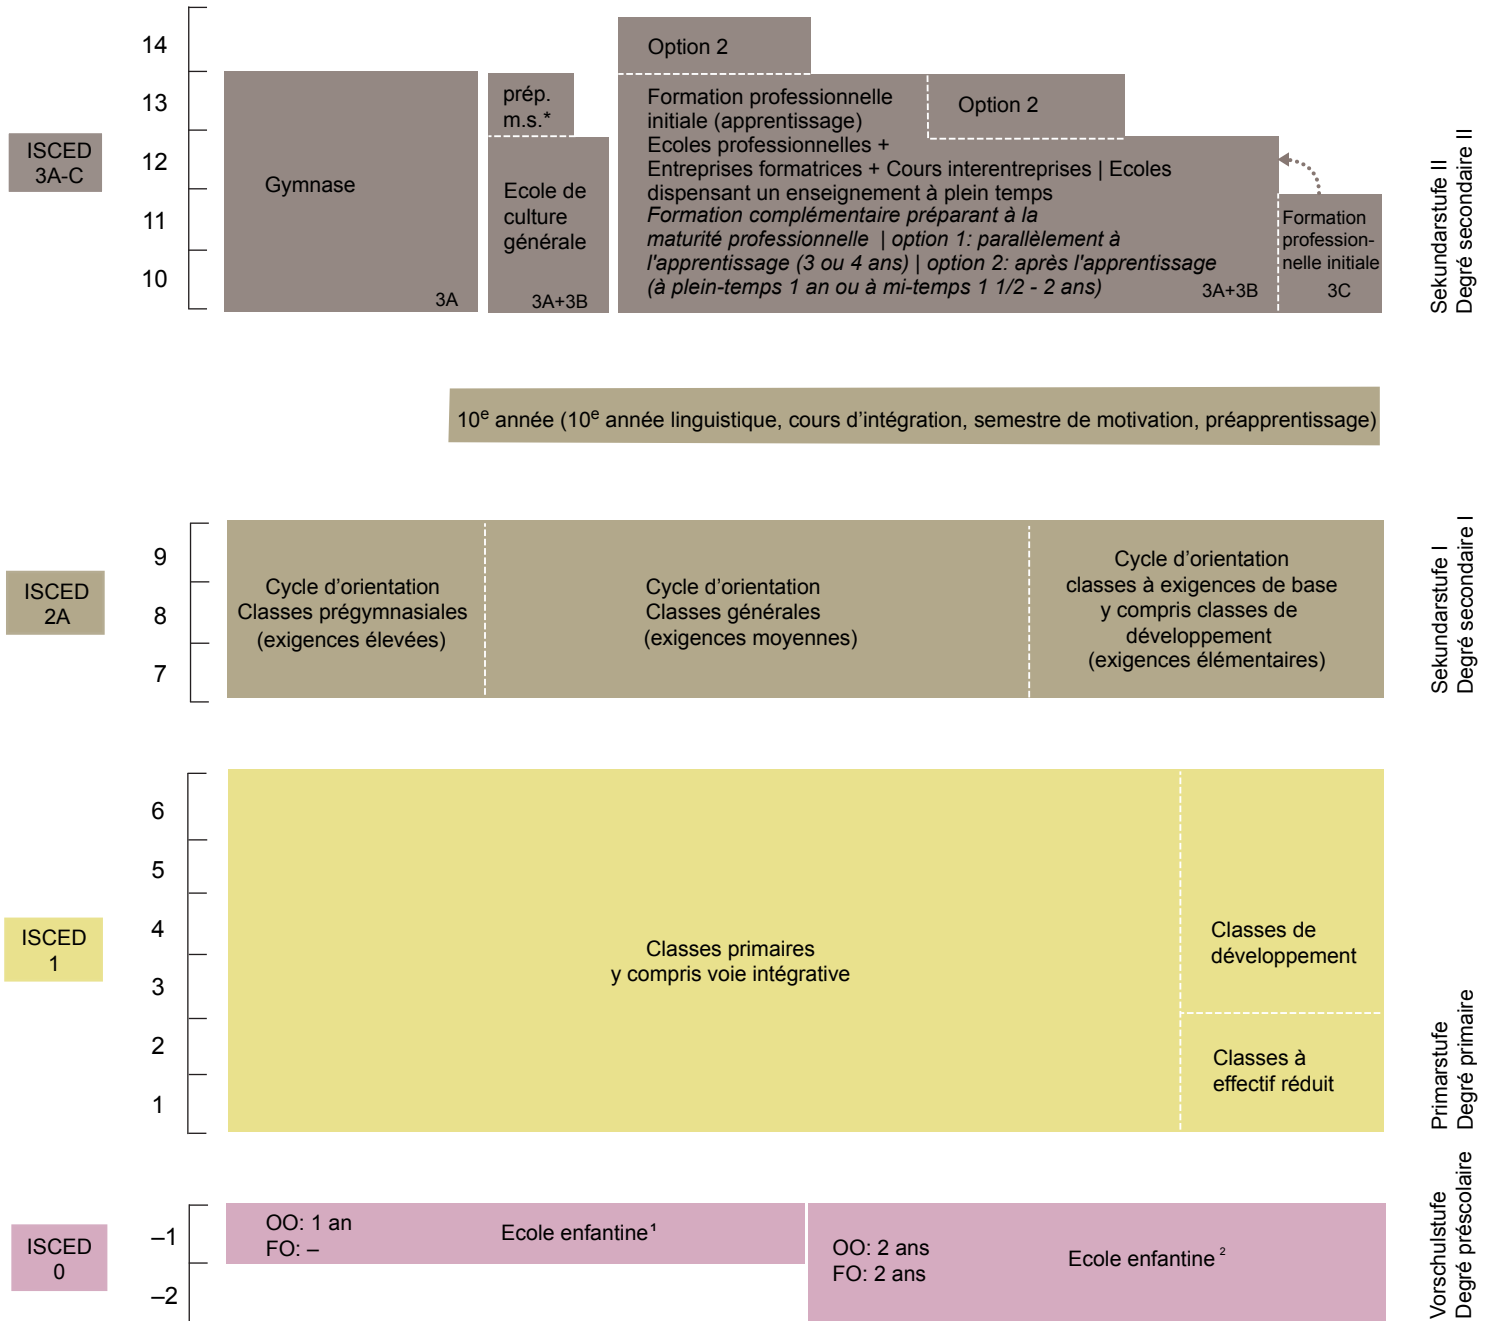 14
13
12
11
10
ISCED
3A-C
Gymnase
3A
prép.
m.s.*
Ecole de
culture
générale
3A+3B
Option 2
Formation professionnelle
initiale (apprentissage)
Ecoles professionnelles +
Entreprises formatrices + Cours interentreprises | Ecoles
dispensant un enseignement à plein temps
Formation complémentaire préparant à la
maturité professionnelle | option 1: parallèlement à
l'apprentissage (3 ou 4 ans) | option 2: après l'apprentissage
(à plein-temps 1 an ou à mi-temps 1 1/2 - 2 ans)
3A+3B
Option 2
Formation
profession-
nelle initiale
3C
Sekundarstufe II
Degré secondaire II
10e année (10e année linguistique, cours d’intégration, semestre de motivation, préapprentissage)
ISCED
2A
9
8
7
Cycle d’orientation
Classes prégymnasiales
(exigences élevées)
Cycle d’orientation
Classes générales
(exigences moyennes)
Cycle d’orientation
classes à exigences de base
y compris classes de
développement
(exigences élémentaires)
Sekundarstufe I
Degré secondaire I
ISCED
1
6
5
4
3
2
1
Classes primaires
y compris voie intégrative
Classes de
développement
Classes à
effectif réduit
Primarstufe
Degré primaire
ISCED
0
–1
–2
OO: 1 an
FO: –
Ecole enfantine 1
OO: 2 ans
FO: 2 ans
Ecole enfantine 2
Vorschulstufe
Degré préscolaire